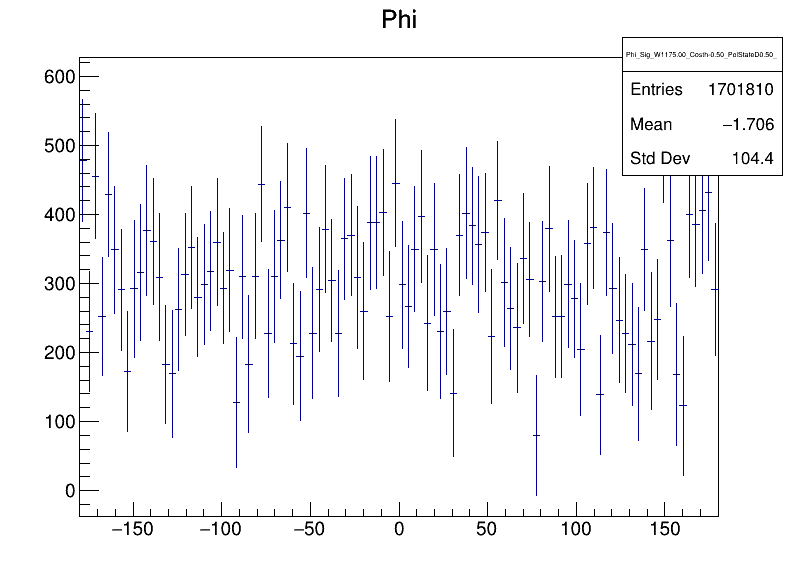 Phi
Phi_Sig_W1175.00_Costh-0.50_PolStateD0.50_
Entries 1701810
Mean −1.706
Std Dev 104.4
600
500
400
300
200
100
0
−150 −100 −50 0 50 100 150